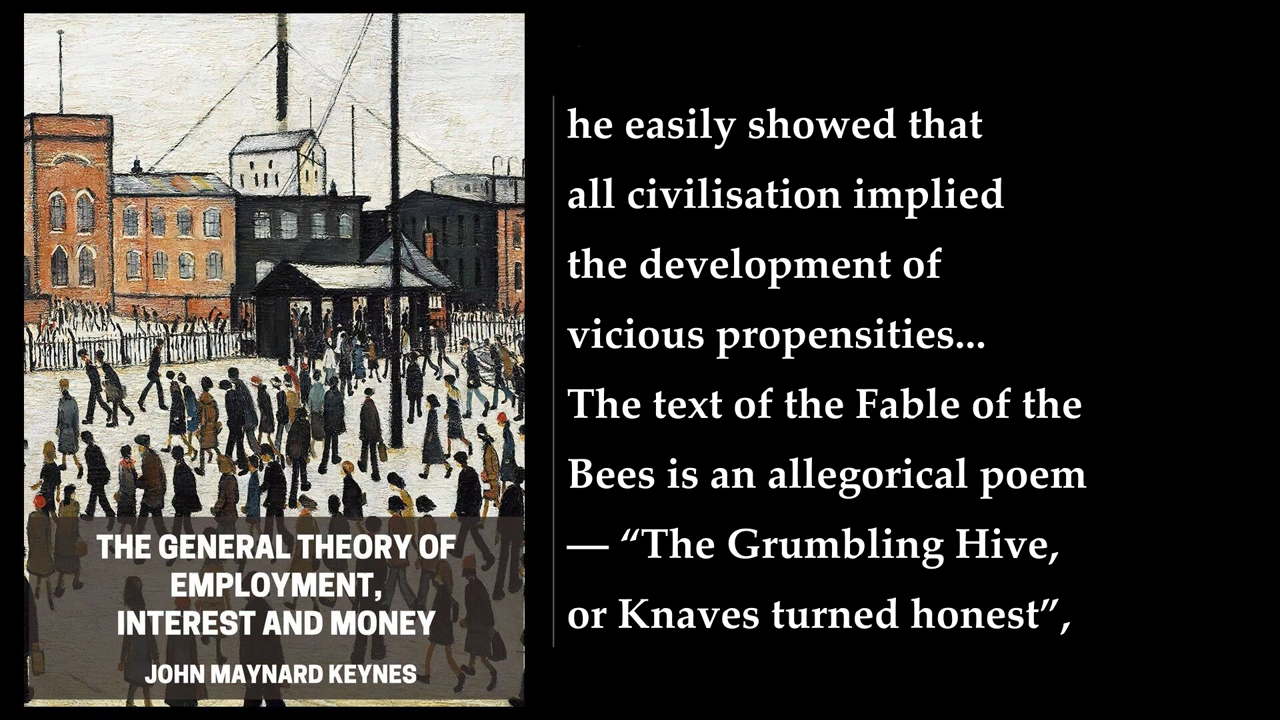 THE GENERAL THEORY OF
EMPLOYMENT,
INTEREST AND MONEY
JOHN MAYNARD KEYNES
he easily showed that
all civilisation implied
the development of
vicious propensities...
The text of the Fable of the
Bees is an allegorical poem
— “The Grumbling Hive,
or Knaves turned honest”,